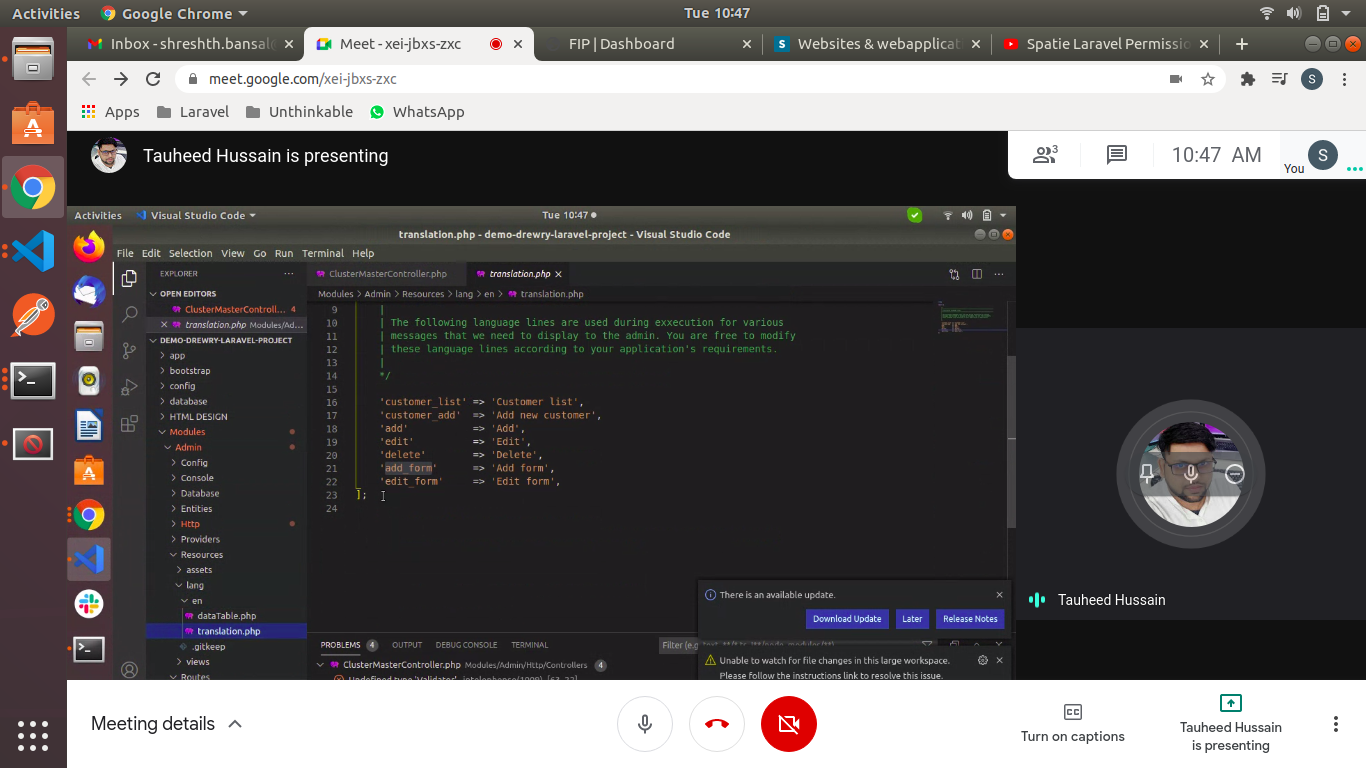 Activities Google Chrome Tue 10:47
Inbox - shreshth.bansal@ Meet - xei-jbxs-zxc FIP | Dashboard Websites & webapplicat Spatie Laravel Permissio
meet.google.com/xei-jbxs-zxc S
Apps Laravel Unthinkable WhatsApp
Tauheed Hussain is presenting 3 10:47 AM You S
Activities Visual Studio Code Tue 10:47
translation.php - demo-drewry-laravel-project - Visual Studio Code
File Edit Selection View Go Run Terminal Help
EXPLORER ClusterMasterController.php translation.php
OPEN EDITORS
ClusterMasterControll... 4
translation.php Modules/Ad...
DEMO-DREWRY-LARAVEL-PROJECT
app
bootstrap
config
database
HTML DESIGN
Modules
Admin
Config
Console
Database
Entities
Http
Providers
Resources
assets
lang
en
dataTable.php
translation.php
.gitkeep
views
Routes
Modules > Admin > Resources > lang > en > translation.php
9 |
10 | The following language lines are used during exxecution for various
11 | messages that we need to display to the admin. You are free to modify
12 | these language lines according to your application's requirements.
13 |
14 */
15
16 'customer_list' => 'Customer list',
17 'customer_add' => 'Add new customer',
18 'add' => 'Add',
19 'edit' => 'Edit',
20 'delete' => 'Delete',
21 'add_form' => 'Add form',
22 'edit_form' => 'Edit form',
23 ];
24
There is an available update.
Download Update Later Release Notes
PROBLEMS 4 OUTPUT DEBUG CONSOLE TERMINAL Filter (e.g.
ClusterMasterController.php Modules/Admin/Http/Controllers 4
Undefined type 'Validator'. intelephense(1009) [63, 22]
Unable to watch for file changes in this large workspace.
Please follow the instructions link to resolve this issue.
Tauheed Hussain
Meeting details
Turn on captions
Tauheed Hussain
is presenting